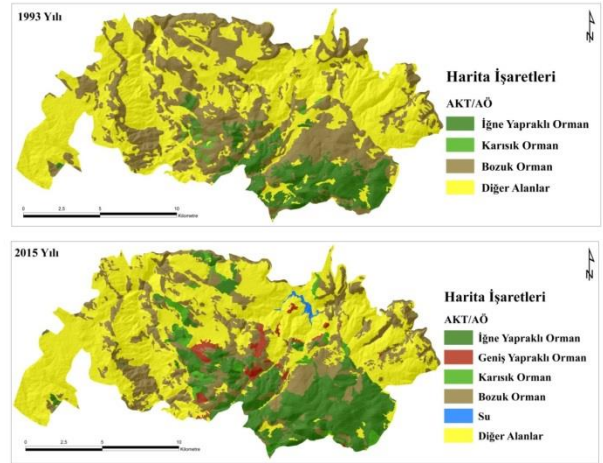 1993 Yılı
N
Harita İşaretleri
AKT/AÖ
İğne Yapraklı Orman
Karısık Orman
Bozuk Orman
Diğer Alanlar
0 2.5 5 10
Kilometre
2015 Yılı
N
Harita İşaretleri
AKT/AÖ
İğne Yapraklı Orman
Geniş Yapraklı Orman
Karısık Orman
Bozuk Orman
Su
Diğer Alanlar
0 2.5 5 10
Kilometre